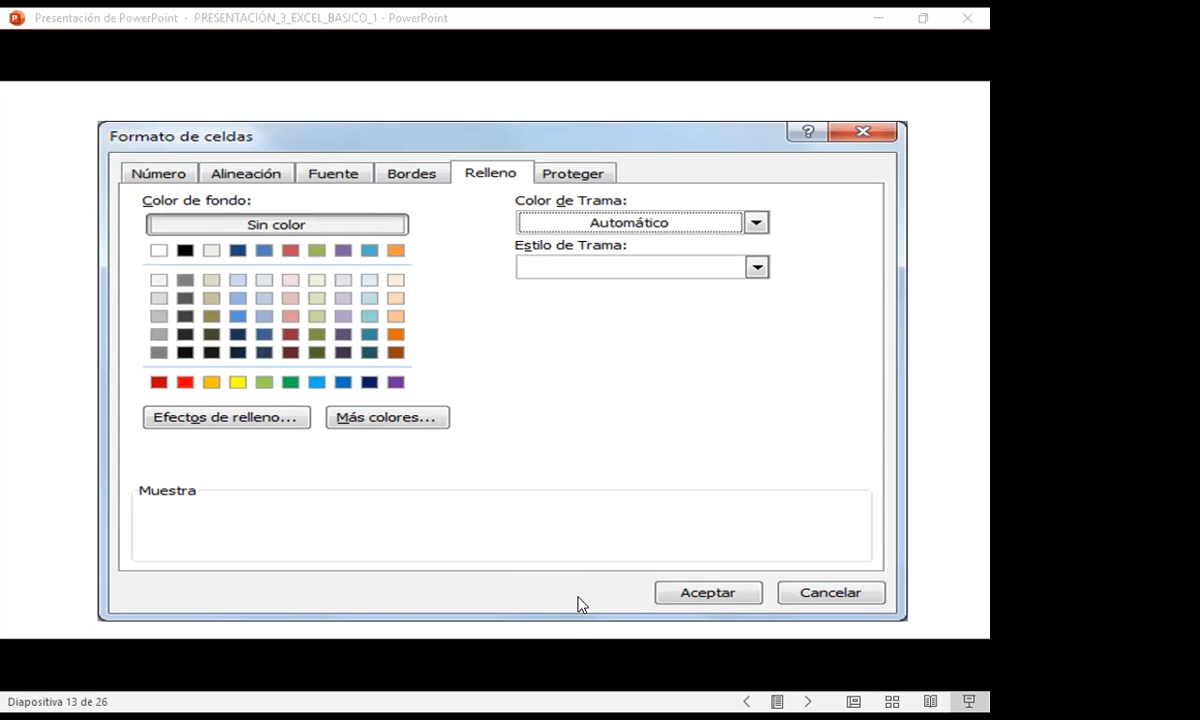 Presentación de PowerPoint - PRESENTACIÓN_3_EXCEL_BASICO_1 - PowerPoint
Formato de celdas
Número Alineación Fuente Bordes Relleno Proteger
Color de fondo: Color de Trama:
Sin color Automático
Estilo de Trama:
Efectos de relleno... Más colores...
Muestra
Aceptar Cancelar
Diapositiva 13 de 26